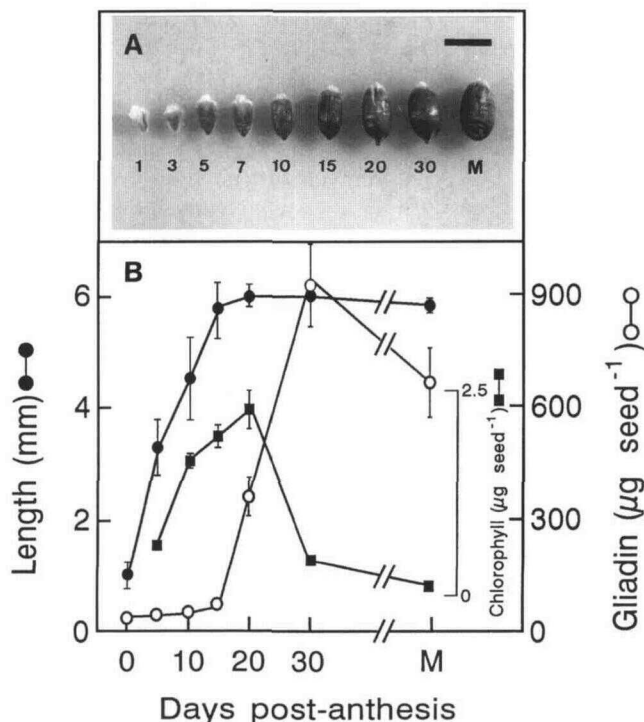 A
1 3 5 7 10 15 20 30 M
B
6
4
2
0
Length (mm)
900
600
300
0
Gliadin (µg seed⁻¹)
2.5
0
Chlorophyll (µg seed⁻¹)
0 10 20 30 M
Days post-anthesis